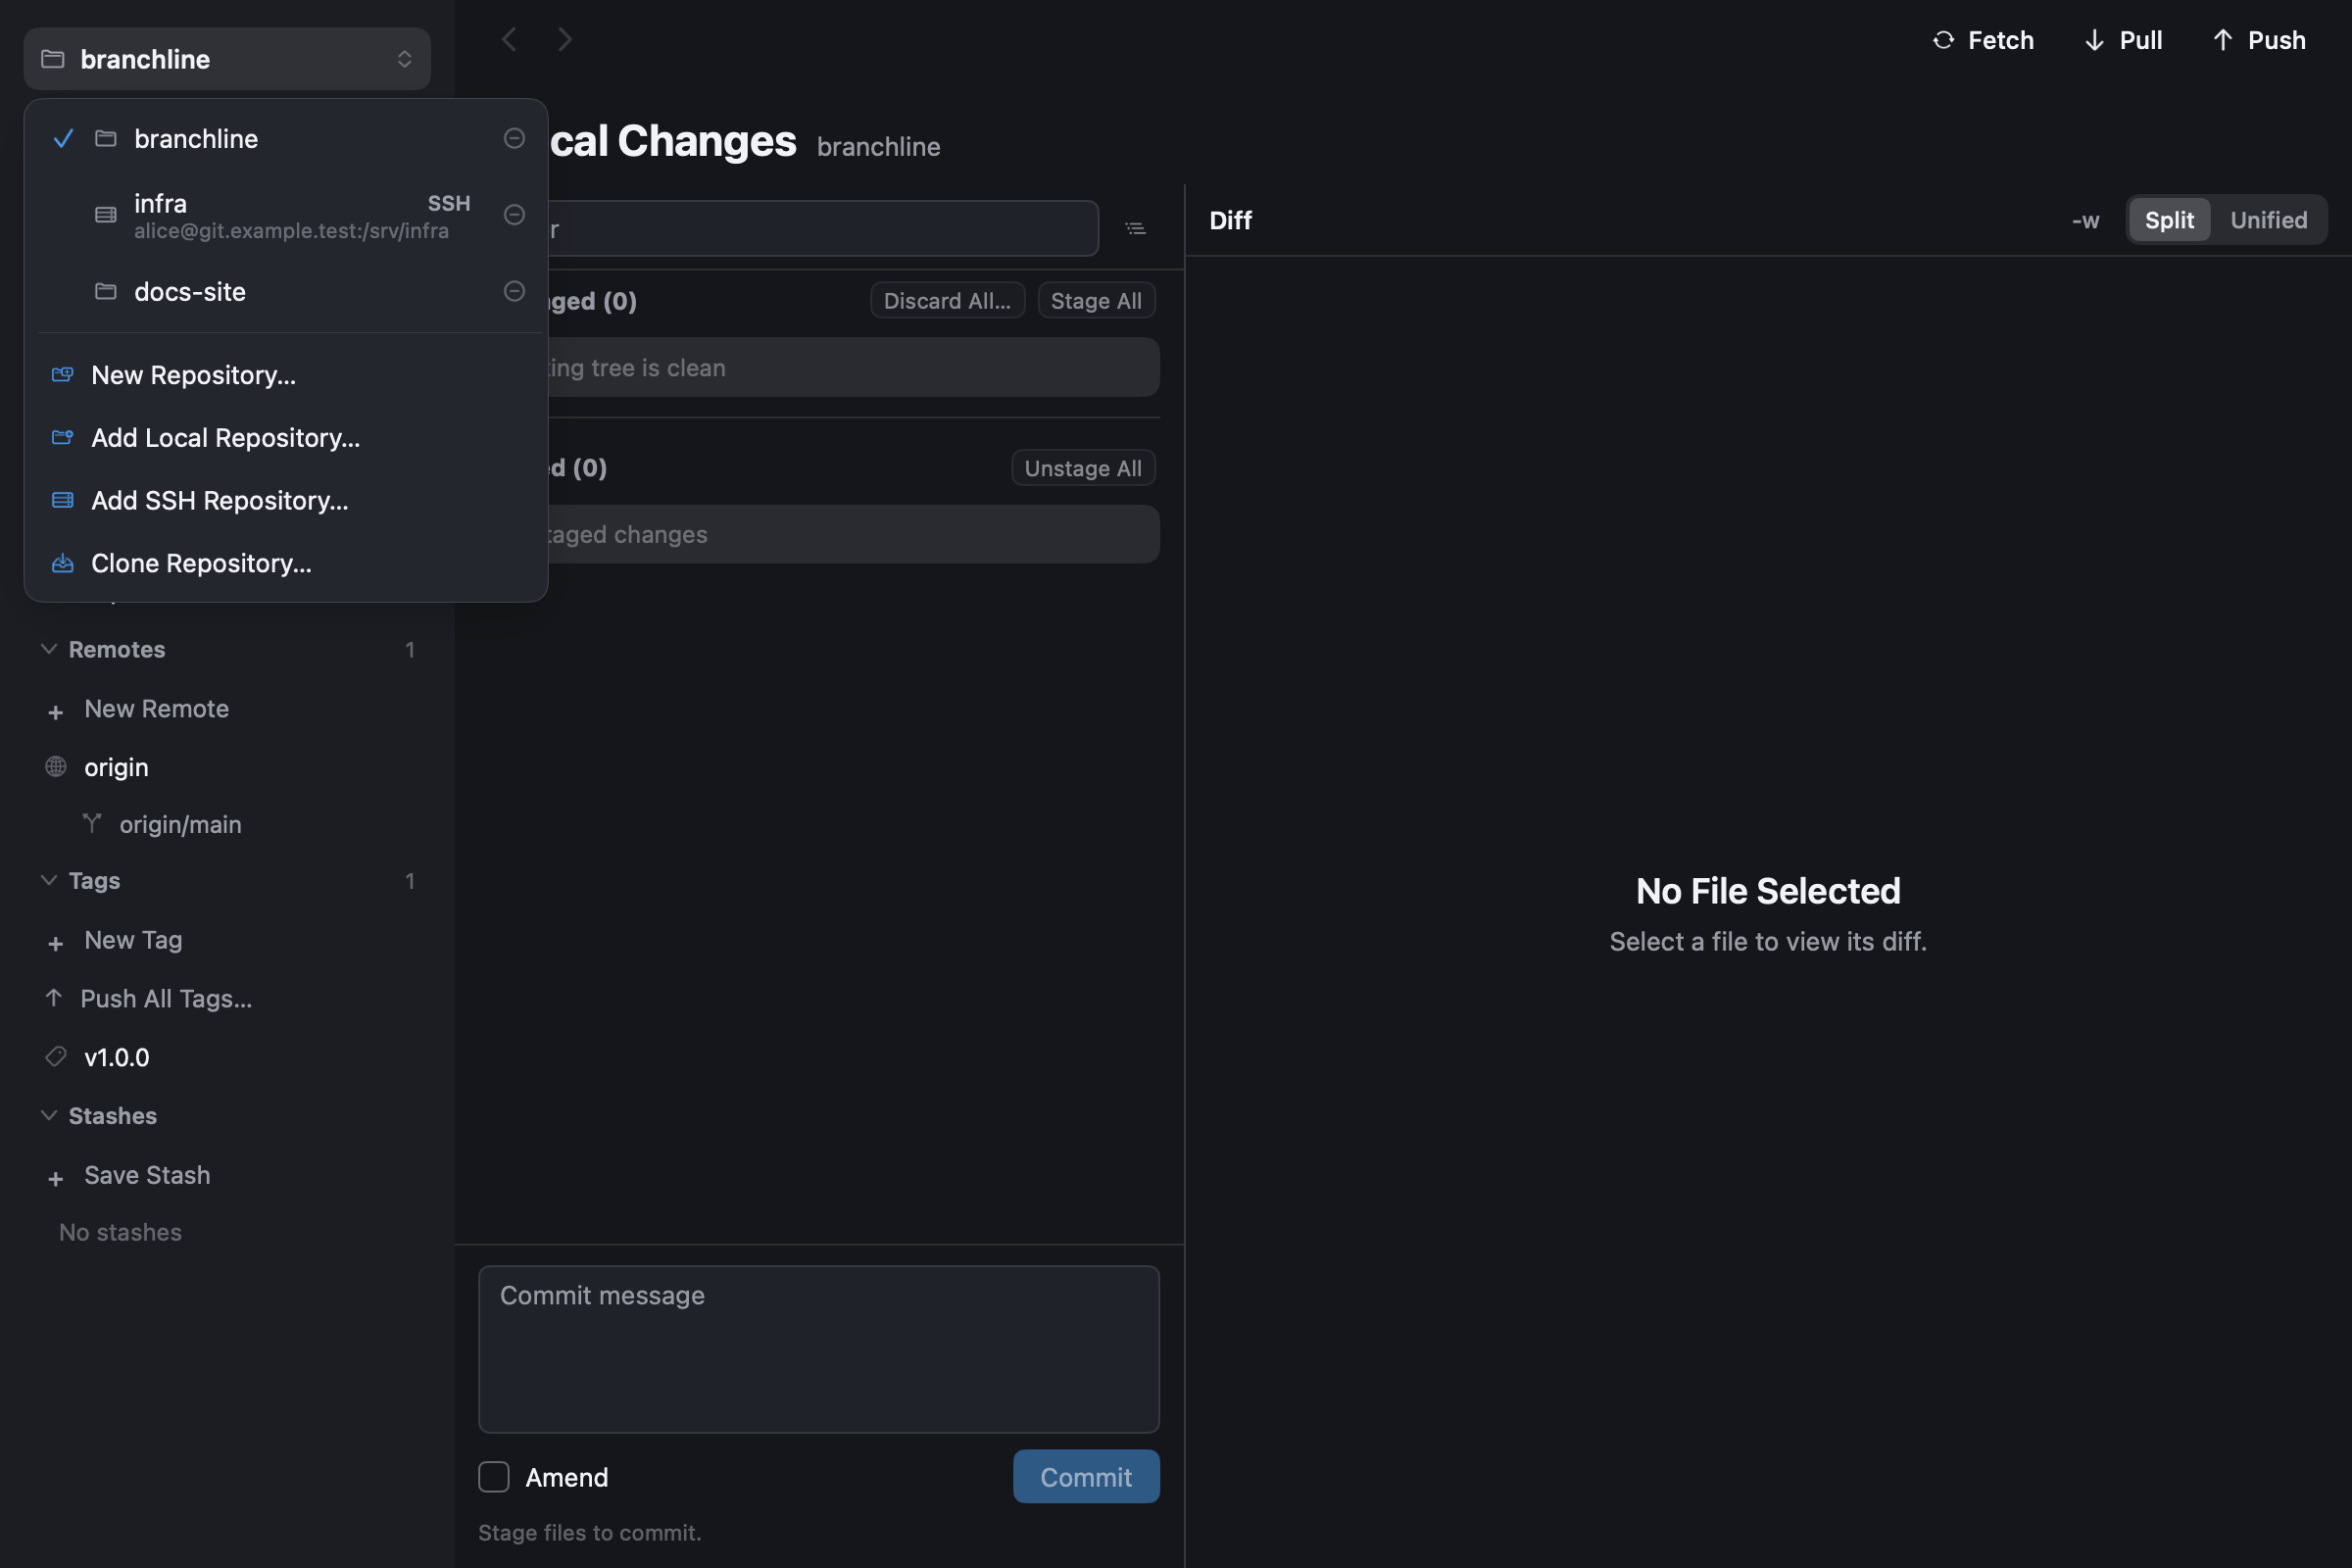 branchline
Fetch
Pull
Push
branchline
infra
SSH
alice@git.example.test:/srv/infra
docs-site
New Repository...
Add Local Repository...
Add SSH Repository...
Clone Repository...
cal Changes branchline
r
ged (0)
Discard All...
Stage All
ing tree is clean
d (0)
Unstage All
taged changes
Diff
-w
Split
Unified
No File Selected
Select a file to view its diff.
Remotes
1
+ New Remote
origin
origin/main
Tags
1
+ New Tag
Push All Tags...
v1.0.0
Stashes
+ Save Stash
No stashes
Commit message
Amend
Commit
Stage files to commit.